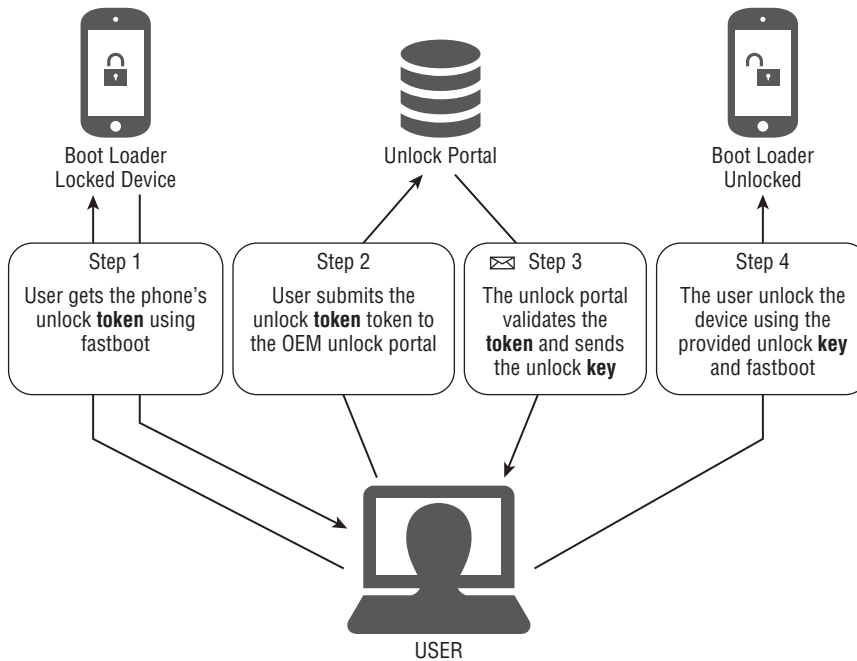 Boot Loader
Locked Device
Unlock Portal
Boot Loader
Unlocked
Step 1
User gets the phone's
unlock token using
fastboot
Step 2
User submits the
unlock token token to
the OEM unlock portal
Step 3
The unlock portal
validates the
token and sends
the unlock key
Step 4
The user unlock the
device using the
provided unlock key
and fastboot
USER